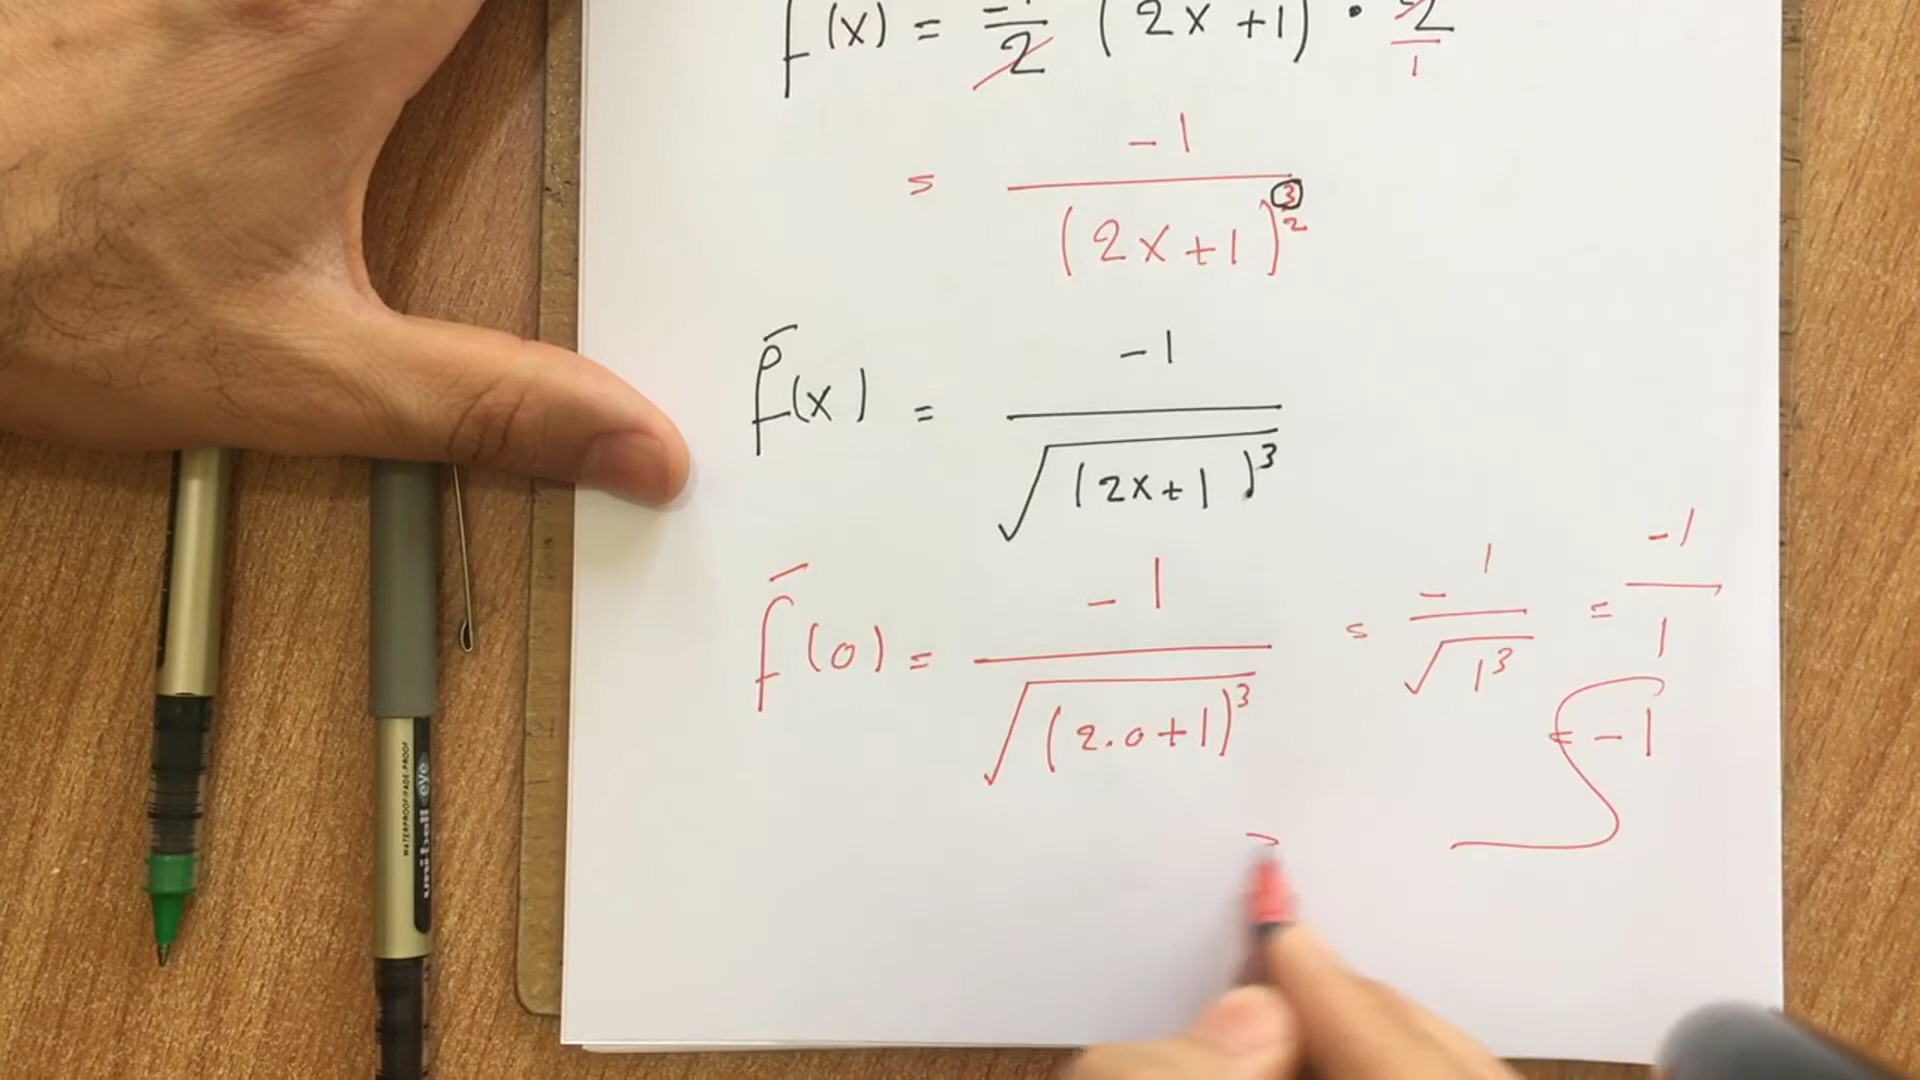 f(x) = -1/2 (2x+1) · 2/1
= -1/(2x+1)^3/2
f̄(x) = -1/√(2x+1)^3
f̄(0) = -1/√(2.0+1)^3 = -1/√1^3 = -1/1
= -1
uni-ball eye
WATERPROOF/FADE-PROOF